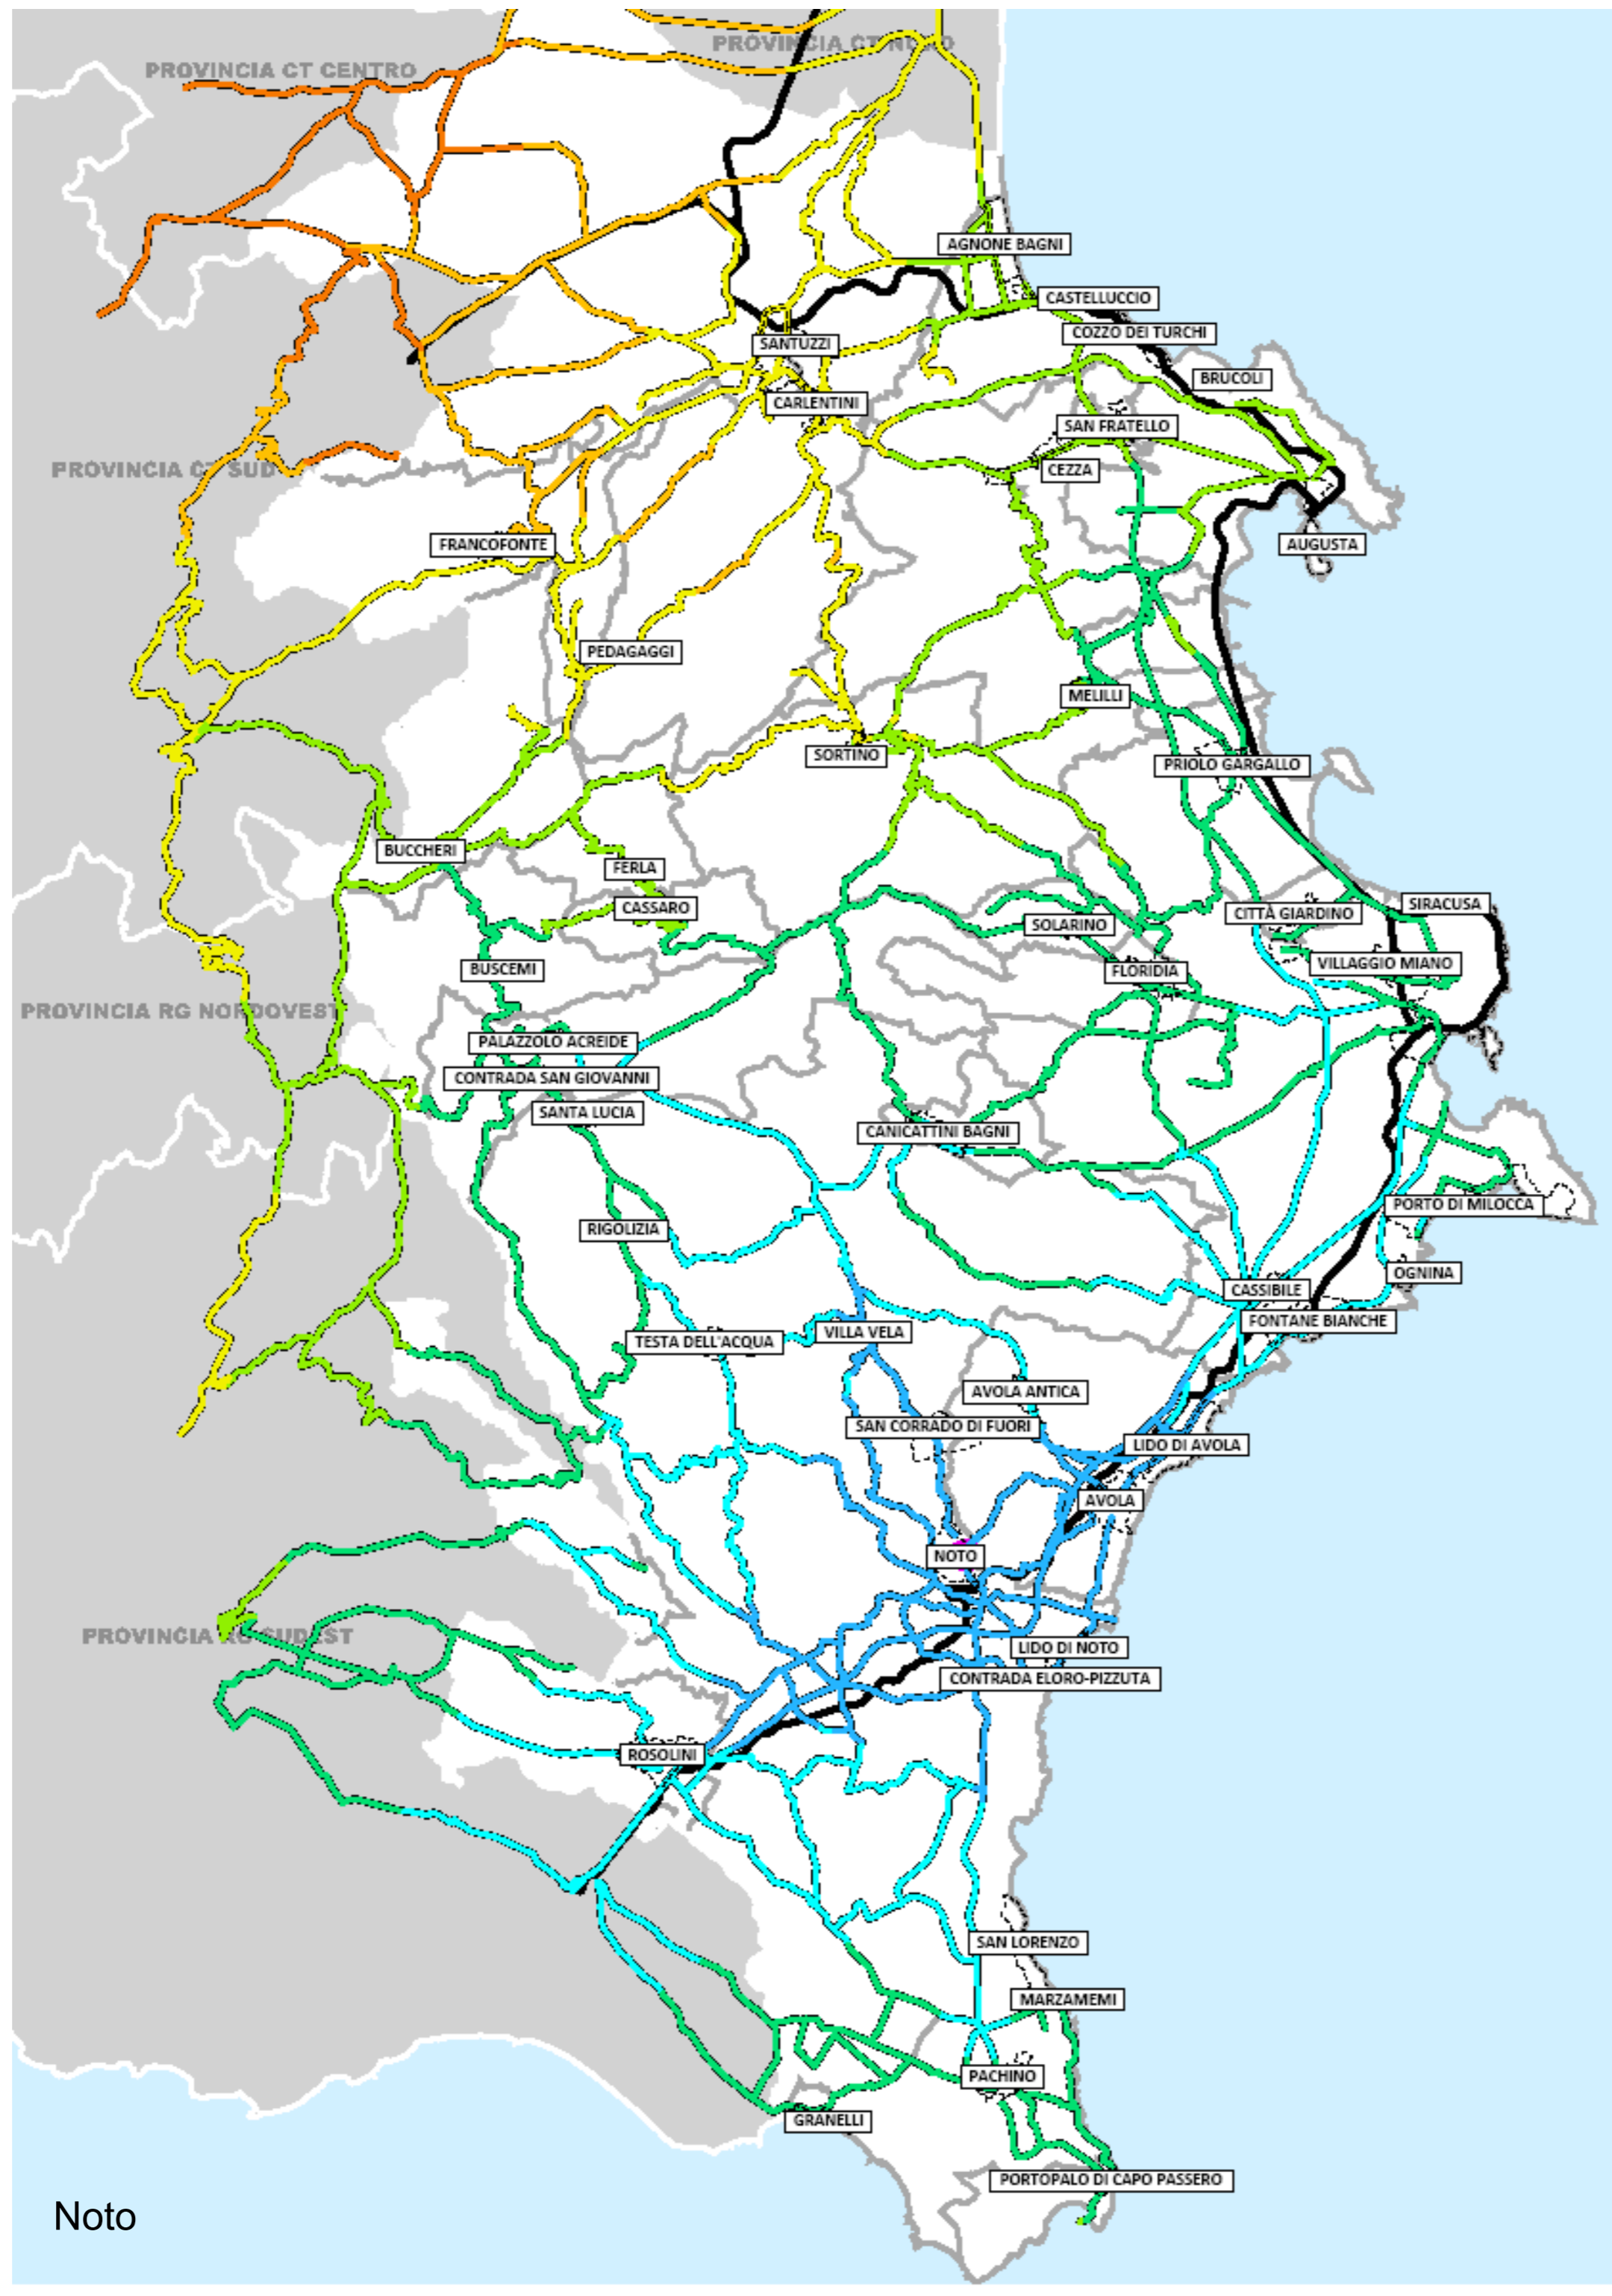 PROVINCIA CT NORD
PROVINCIA CT CENTRO
AGNONE BAGNI
CASTELLUCCIO
COZZO DEI TURCHI
SANTUZZI
BRUCOLI
CARLENTINI
SAN FRATELLO
PROVINCIA CT SUD
CEZZA
FRANCOFONTE
AUGUSTA
PEDAGAGGI
MELILLI
SORTINO
PRIOLO GARGALLO
BUCCHERI
FERLA
CASSARO
SIRACUSA
CITTÀ GIARDINO
SOLARINO
VILLAGGIO MIANO
BUSCEMI
FLORIDIA
PROVINCIA RG NORDOVEST
PALAZZOLO ACREIDE
CONTRADA SAN GIOVANNI
SANTA LUCIA
CANICATTINI BAGNI
PORTO DI MILOCCA
RIGOLIZIA
OGNINA
CASSIBILE
FONTANE BIANCHE
VILLA VELA
TESTA DELL'ACQUA
AVOLA ANTICA
SAN CORRADO DI FUORI
LIDO DI AVOLA
AVOLA
NOTO
PROVINCIA RG SUDEST
LIDO DI NOTO
CONTRADA ELORO-PIZZUTA
ROSOLINI
SAN LORENZO
MARZAMEMI
PACHINO
GRANELLI
PORTOPALO DI CAPO PASSERO
Noto